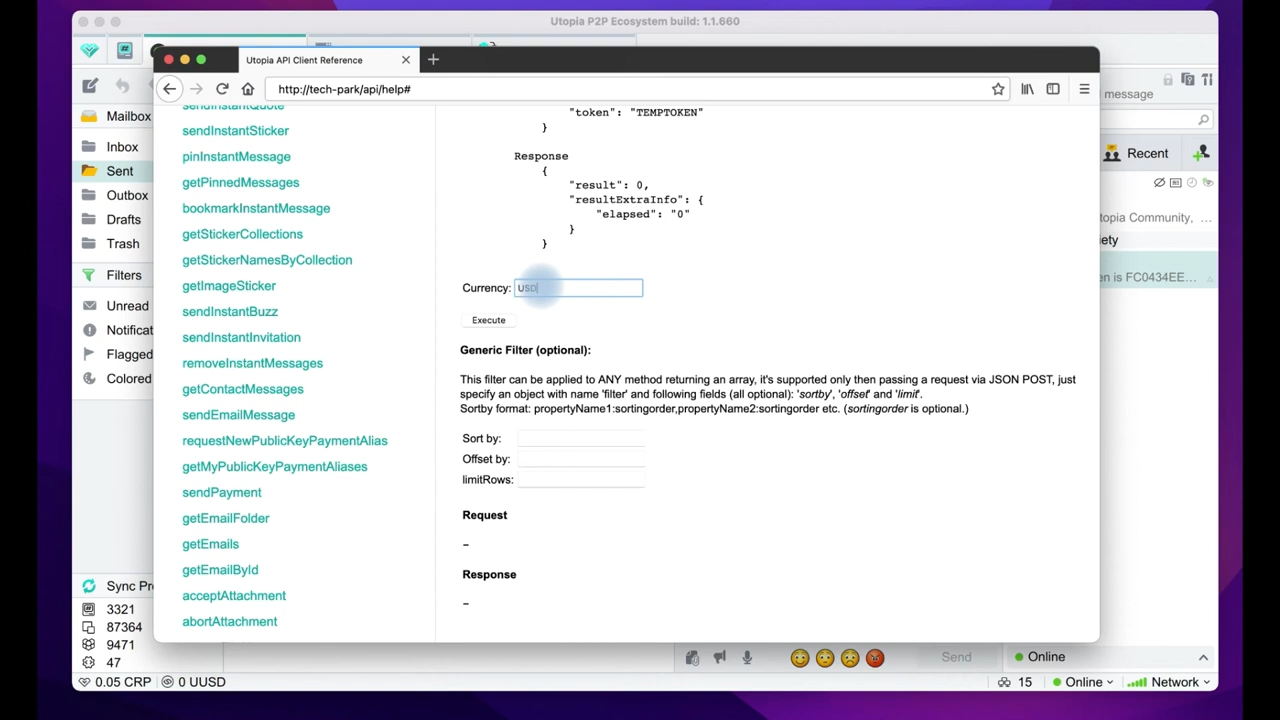 Utopia P2P Ecosystem build: 1.1.660
Utopia API Client Reference
http://tech-park/api/help#
message
Mailbox
Inbox
Sent
Outbox
Drafts
Trash
Filters
Unread
Notificat
Flagged
Colored
Sync Pr
3321
87364
9471
47
sendInstantQuote
sendInstantSticker
pinInstantMessage
getPinnedMessages
bookmarkInstantMessage
getStickerCollections
getStickerNamesByCollection
getImageSticker
sendInstantBuzz
sendInstantInvitation
removeInstantMessages
getContactMessages
sendEmailMessage
requestNewPublicKeyPaymentAlias
getMyPublicKeyPaymentAliases
sendPayment
getEmailFolder
getEmails
getEmailById
acceptAttachment
abortAttachment
"token": "TEMPTOKEN"
}
Response
{
"result": 0,
"resultExtraInfo": {
"elapsed": "0"
}
}
Currency: USD
Execute
Generic Filter (optional):
This filter can be applied to ANY method returning an array, it's supported only then passing a request via JSON POST, just
specify an object with name 'filter' and following fields (all optional): 'sortby', 'offset' and 'limit'.
Sortby format: propertyName1:sortingorder,propertyName2:sortingorder etc. (sortingorder is optional.)
Sort by:
Offset by:
limitRows:
Request
–
Response
–
Recent
topia Community, ...
iety
en is FC0434EE...
Send
Online
0.05 CRP
0 UUSD
15
Online
Network